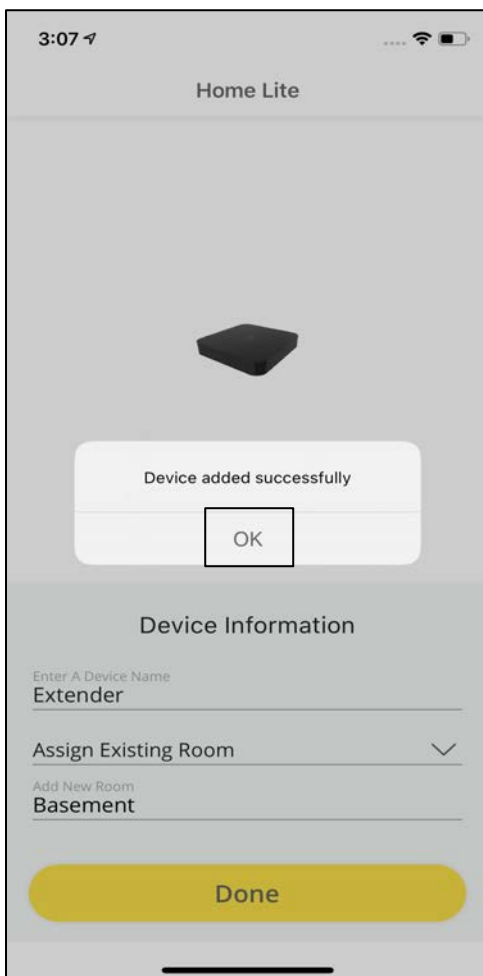 3:07
Home Lite
Device added successfully
OK
Device Information
Enter A Device Name
Extender
Assign Existing Room
Add New Room
Basement
Done